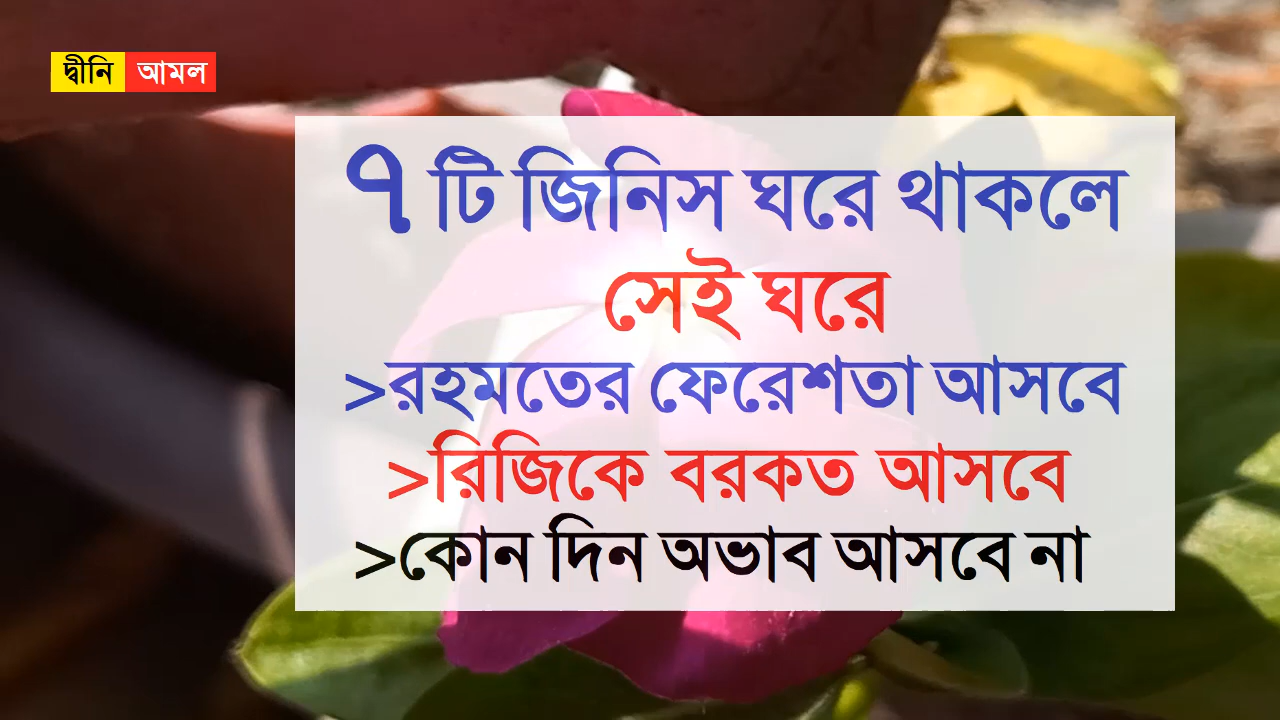 দ্বীনি আমল
৭ টি জিনিস ঘরে থাকলে
সেই ঘরে
>রহমতের ফেরেশতা আসবে
>রিজিকে বরকত আসবে
>কোন দিন অভাব আসবে না